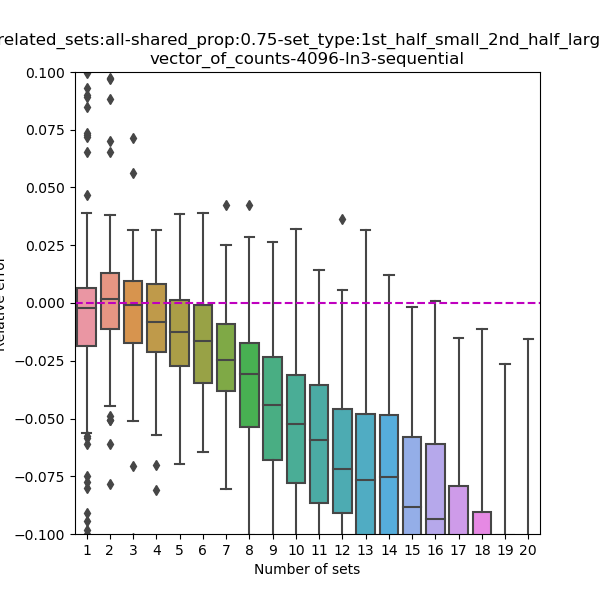 related_sets:all-shared_prop:0.75-set_type:1st_half_small_2nd_half_larg
vector_of_counts-4096-ln3-sequential
0.100
0.075
0.050
0.025
0.000
−0.025
−0.050
−0.075
−0.100
Relative error
1 2 3 4 5 6 7 8 9 10 11 12 13 14 15 16 17 18 19 20
Number of sets